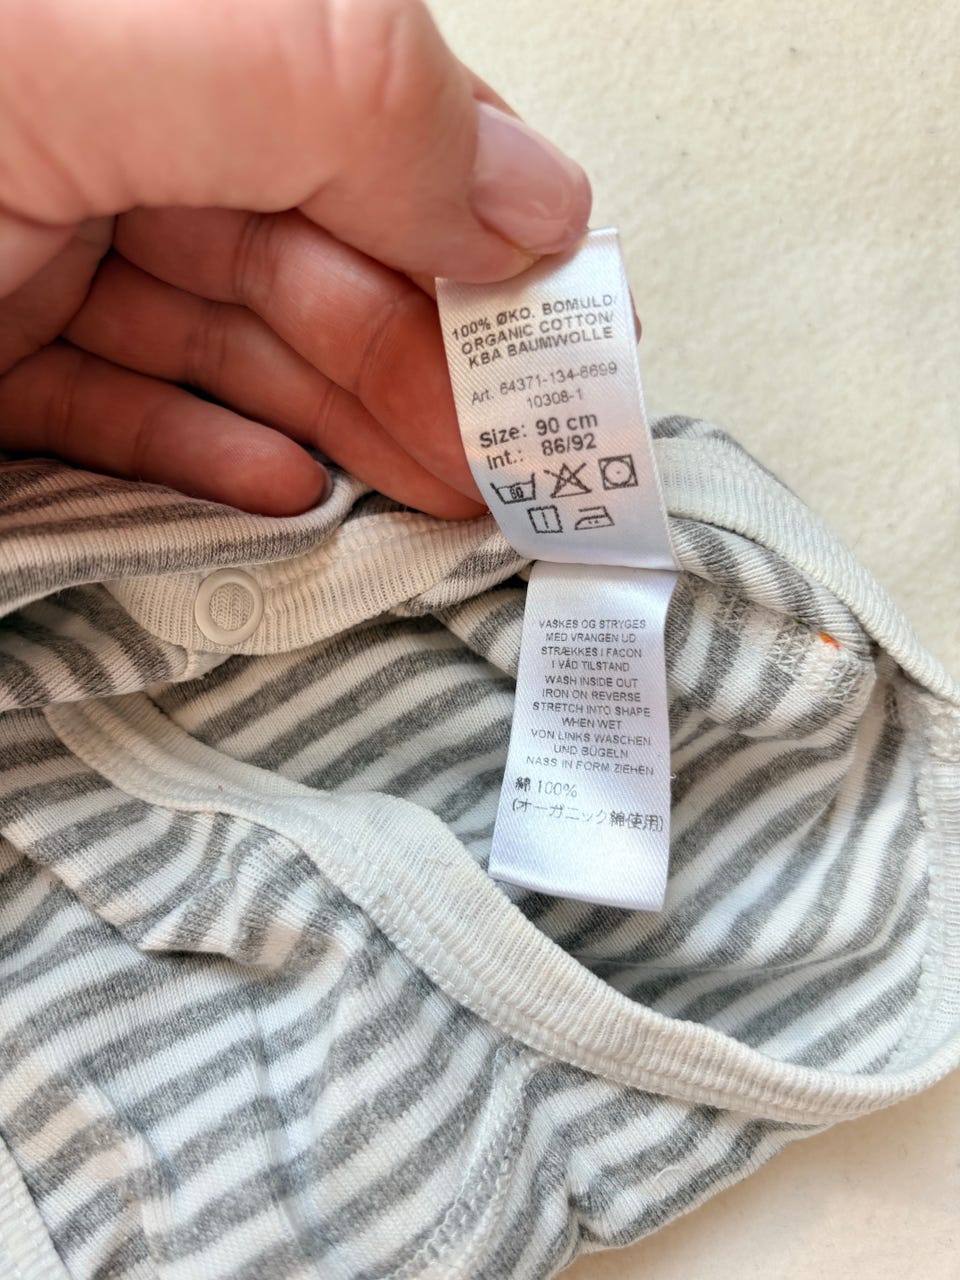 100% ØKO. BOMULD/
ORGANIC COTTON/
KBA BAUMWOLLE
Art. 64371-134-6699
10308-1
Size: 90 cm
Int.: 86/92
60
VASKES OG STRYGES
MED VRANGEN UD
STRÆKKES I FACON
I VÅD TILSTAND
WASH INSIDE OUT
IRON ON REVERSE
STRETCH INTO SHAPE
WHEN WET
VON LINKS WASCHEN
UND BÜGELN
NASS IN FORM ZIEHEN
綿 100%
(オーガニック綿使用)